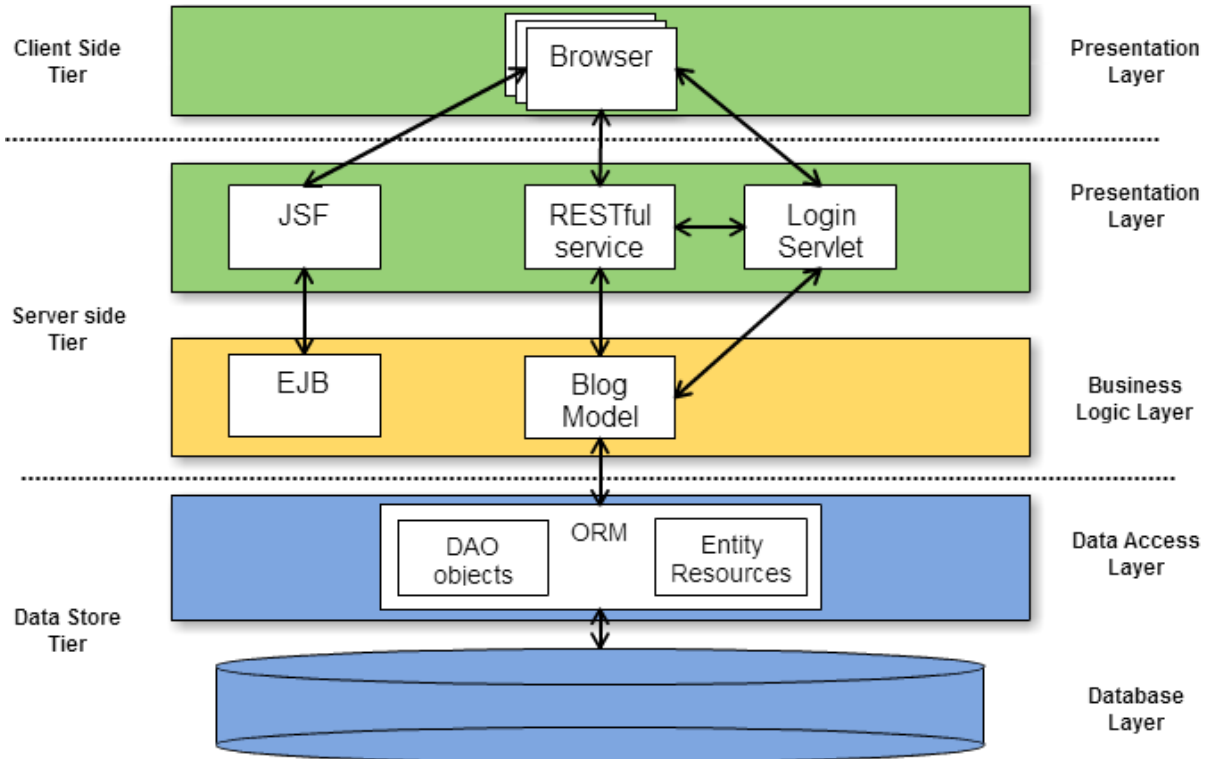 Client Side
Tier
Browser
Presentation
Layer
JSF
RESTful
service
Login
Servlet
Presentation
Layer
Server side
Tier
EJB
Blog
Model
Business
Logic Layer
ORM
DAO
objects
Entity
Resources
Data Access
Layer
Data Store
Tier
Database
Layer